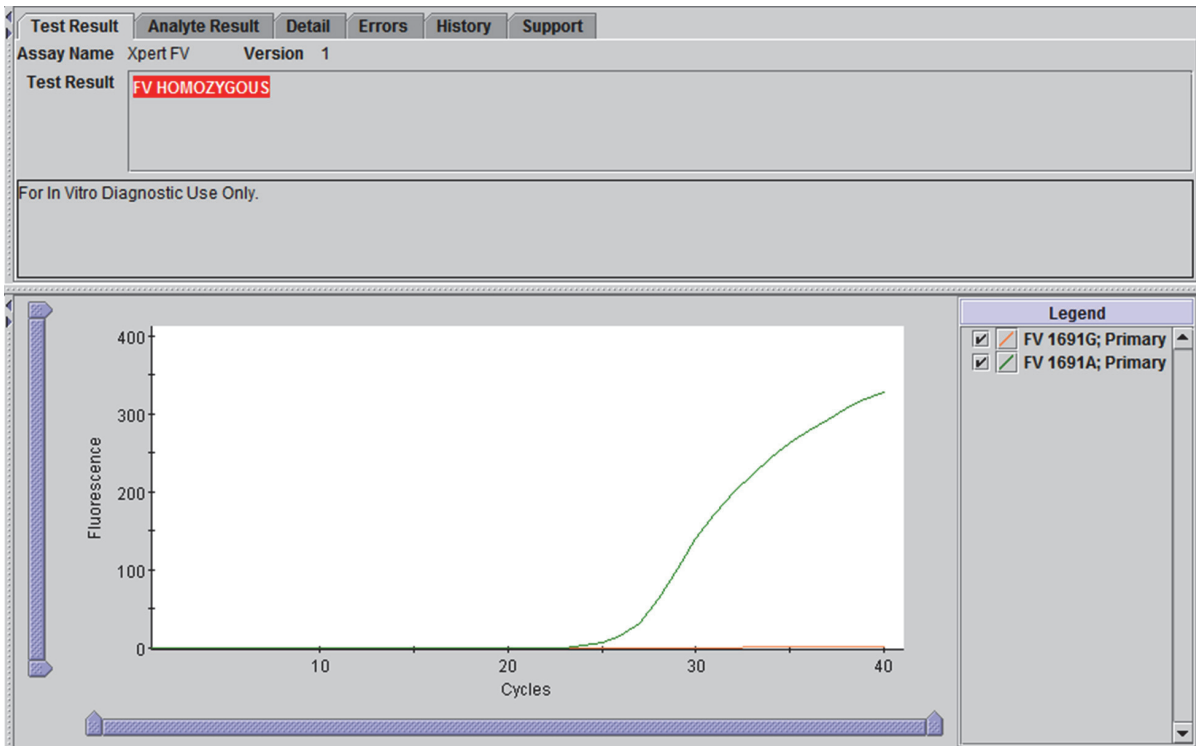 Test Result Analyte Result Detail Errors History Support
Assay Name Xpert FV Version 1
Test Result FV HOMOZYGOUS
For In Vitro Diagnostic Use Only.
Legend
FV 1691G; Primary
FV 1691A; Primary
400
300
200
100
0
Fluorescence
10 20 30 40
Cycles